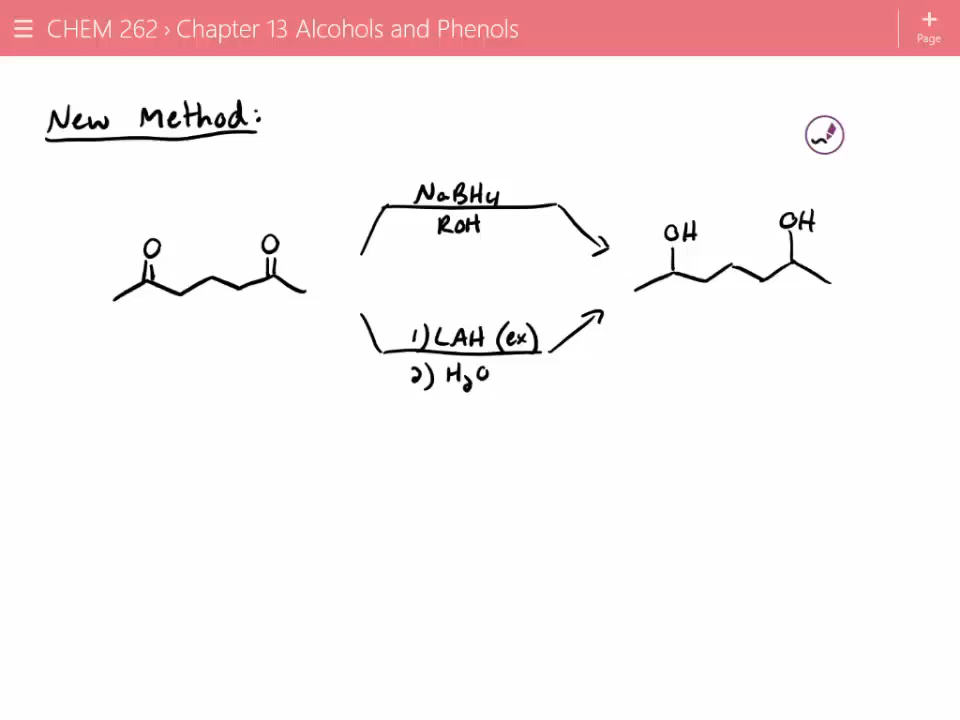 CHEM 262 › Chapter 13 Alcohols and Phenols
+
Page
New Method:
NaBH4
ROH
O
O
OH
OH
1) LAH (ex)
2) H2O